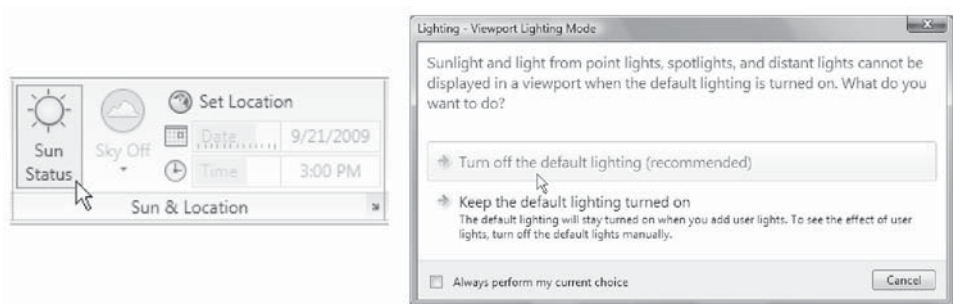 Set Location
Date 9/21/2009
Sun Status
Sky Off
Time 3:00 PM
Sun & Location
Lighting - Viewport Lighting Mode
Sunlight and light from point lights, spotlights, and distant lights cannot be
displayed in a viewport when the default lighting is turned on. What do you
want to do?
Turn off the default lighting (recommended)
Keep the default lighting turned on
The default lighting will stay turned on when you add user lights. To see the effect of user
lights, turn off the default lights manually.
Always perform my current choice
Cancel